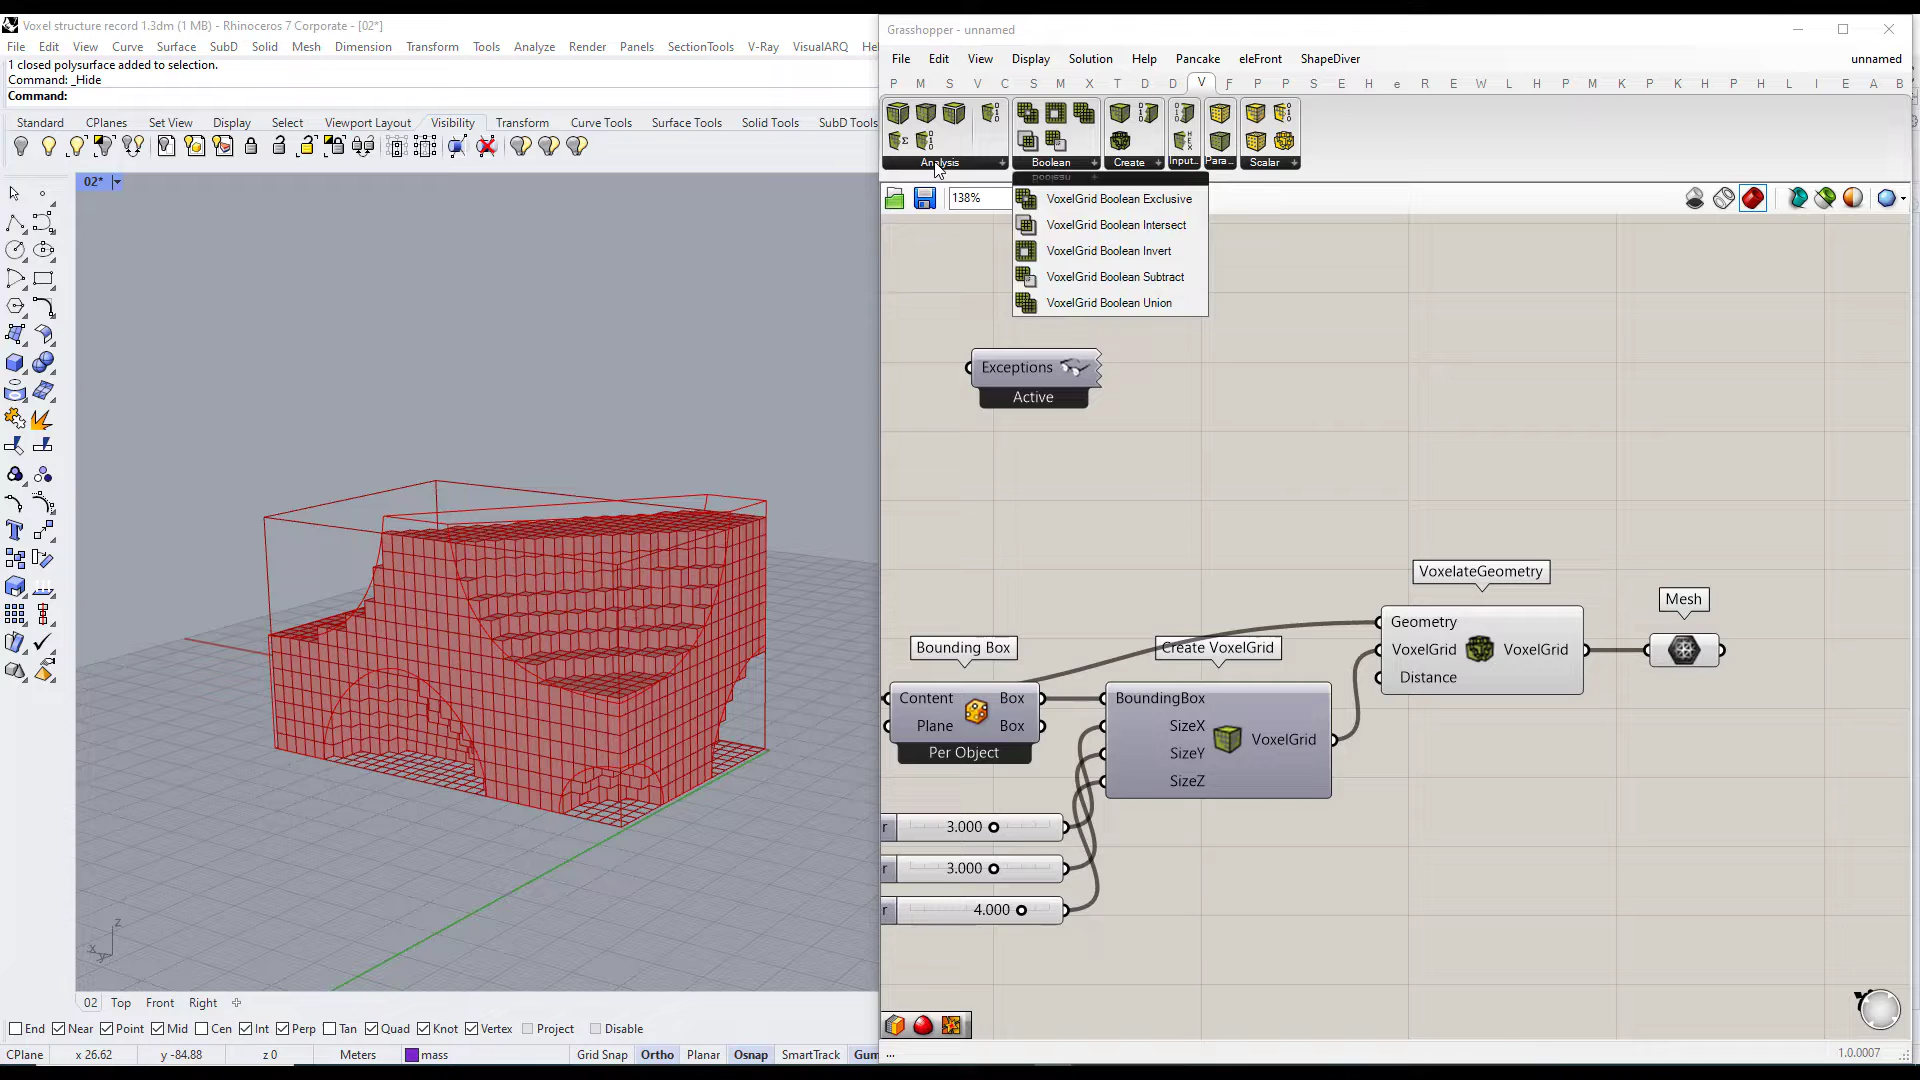 Voxel structure record 1.3dm (1 MB) - Rhinoceros 7 Corporate - [02*]
File Edit View Curve Surface SubD Solid Mesh Dimension Transform Tools Analyze Render Panels SectionTools V-Ray VisualARQ He
1 closed polysurface added to selection.
Command: _Hide
Command:
Standard CPlanes Set View Display Select Viewport Layout Visibility Transform Curve Tools Surface Tools Solid Tools SubD Tools
02*
z
x
y
02 Top Front Right
End Near Point Mid Cen Int Perp Tan Quad Knot Vertex Project Disable
CPlane x 26.62 y -84.88 z 0 Meters mass Grid Snap Ortho Planar Osnap SmartTrack Gum
Grasshopper - unnamed
File Edit View Display Solution Help Pancake eleFront ShapeDiver unnamed
P M S V C S M X T D D V F P P S E H e R E W L H P M K P K H P H L I E A B
Analysis Boolean Create Input... Para... Scalar
Boolean
138%
VoxelGrid Boolean Exclusive
VoxelGrid Boolean Intersect
VoxelGrid Boolean Invert
VoxelGrid Boolean Subtract
VoxelGrid Boolean Union
Exceptions
Active
VoxelateGeometry
Mesh
Geometry
VoxelGrid VoxelGrid
Distance
Bounding Box
Create VoxelGrid
Content Box
Plane Box
Per Object
BoundingBox
SizeX
SizeY
SizeZ
VoxelGrid
r 3.000
r 3.000
r 4.000
...
1.0.0007